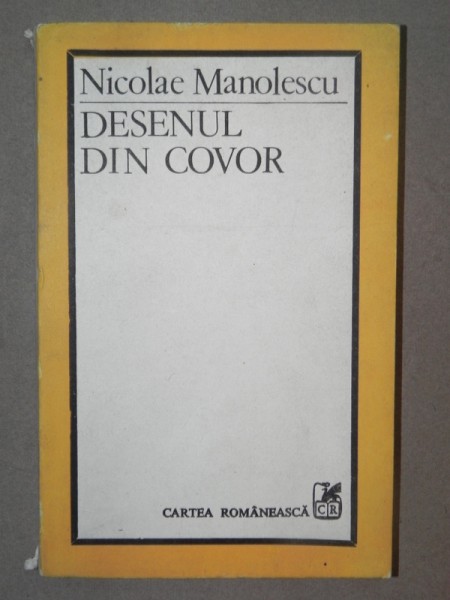 Nicolae Manolescu
DESENUL
DIN COVOR
CARTEA ROMÂNEASCĂ
CR